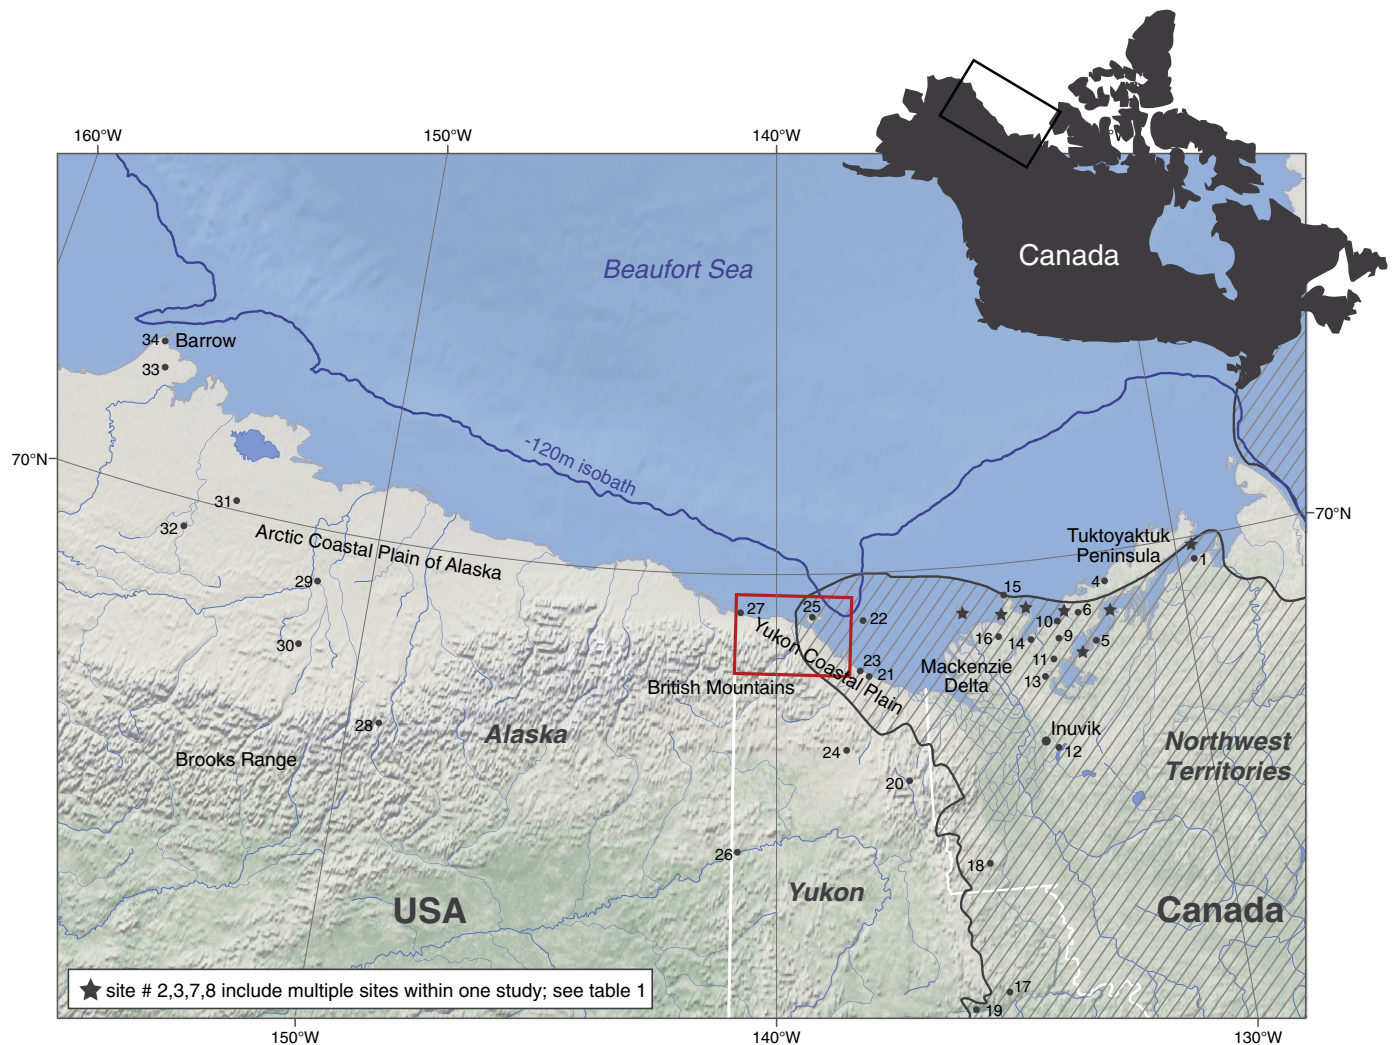 160°W
150°W
140°W
Canada
Beaufort Sea
34
Barrow
33
-120m isobath
70°N
70°N
31
32
Arctic Coastal Plain of Alaska
29
30
Tuktoyaktuk
Peninsula
1
4
15
27
25
22
6
10
16
14
9
5
11
13
Yukon Coastal Plain
23
21
Mackenzie
Delta
British Mountains
28
Alaska
Brooks Range
24
20
Inuvik
12
Northwest
Territories
26
18
Yukon
USA
Canada
17
19
site # 2,3,7,8 include multiple sites within one study; see table 1
150°W
140°W
130°W